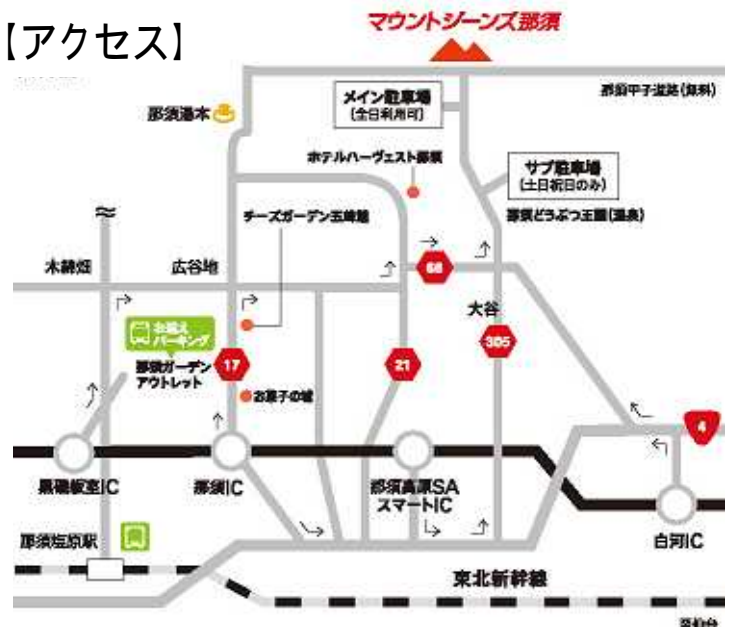 【アクセス】
マウントジーンズ那須
那須甲子道路(無料)
メイン駐車場
(全日利用可)
那須湯本
ホテルハーヴェスト那須
サブ駐車場
(土日祝日のみ)
チーズガーデン五峰館
那須どうぶつ王国(温泉)
木綿畑
広谷地
68
大谷
お迎え
パーキング
305
那須ガーデン
アウトレット
17
21
お菓子の城
4
黒磯板室IC
那須IC
那須高原SA
スマートIC
那須塩原駅
白河IC
東北新幹線
至仙台